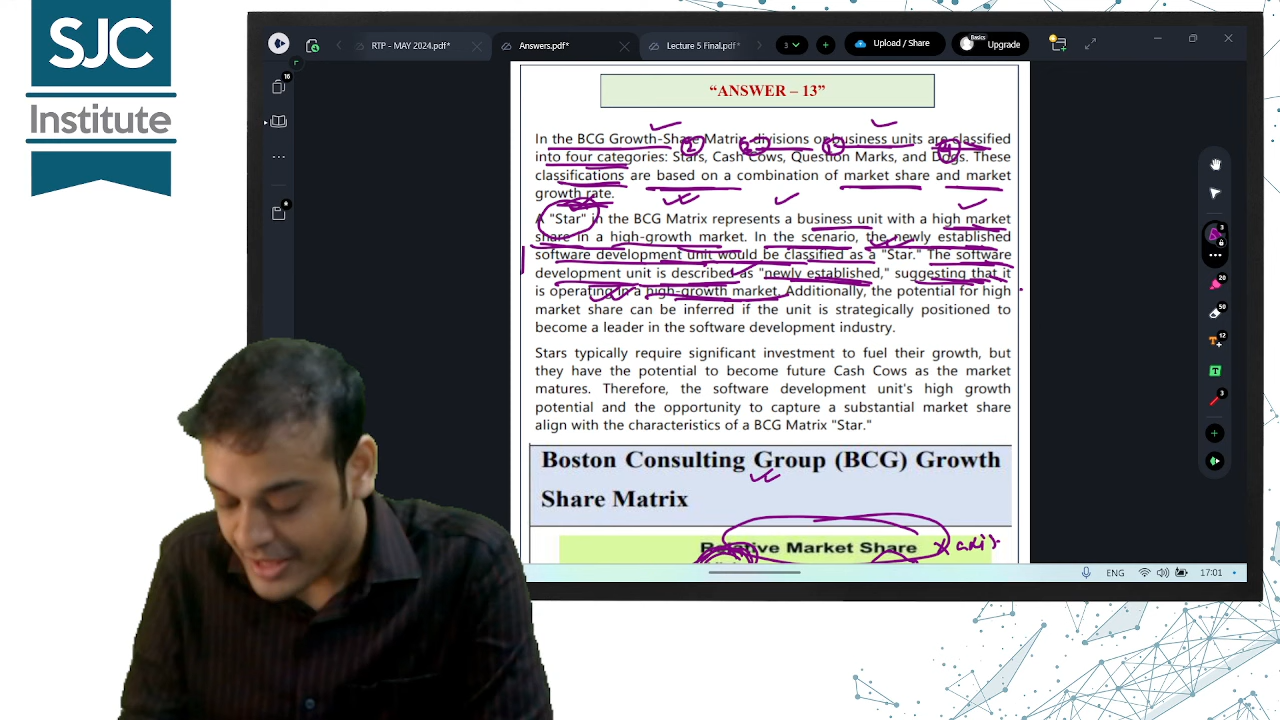 SJC
Institute
RTP - MAY 2024.pdf*
Answers.pdf*
Lecture 5 Final.pdf*
3
Upload / Share
Basics
Upgrade
“ANSWER – 13”
In the BCG Growth-Share Matrix, divisions or business units are classified
into four categories: Stars, Cash Cows, Question Marks, and Dogs. These
classifications are based on a combination of market share and market
growth rate.
A "Star" in the BCG Matrix represents a business unit with a high market
share in a high-growth market. In the scenario, the newly established
software development unit would be classified as a "Star." The software
development unit is described as "newly established," suggesting that it
is operating in a high-growth market. Additionally, the potential for high
market share can be inferred if the unit is strategically positioned to
become a leader in the software development industry.
Stars typically require significant investment to fuel their growth, but
they have the potential to become future Cash Cows as the market
matures. Therefore, the software development unit's high growth
potential and the opportunity to capture a substantial market share
align with the characteristics of a BCG Matrix "Star."
Boston Consulting Group (BCG) Growth
Share Matrix
Relative Market Share X axis
ENG 17:01